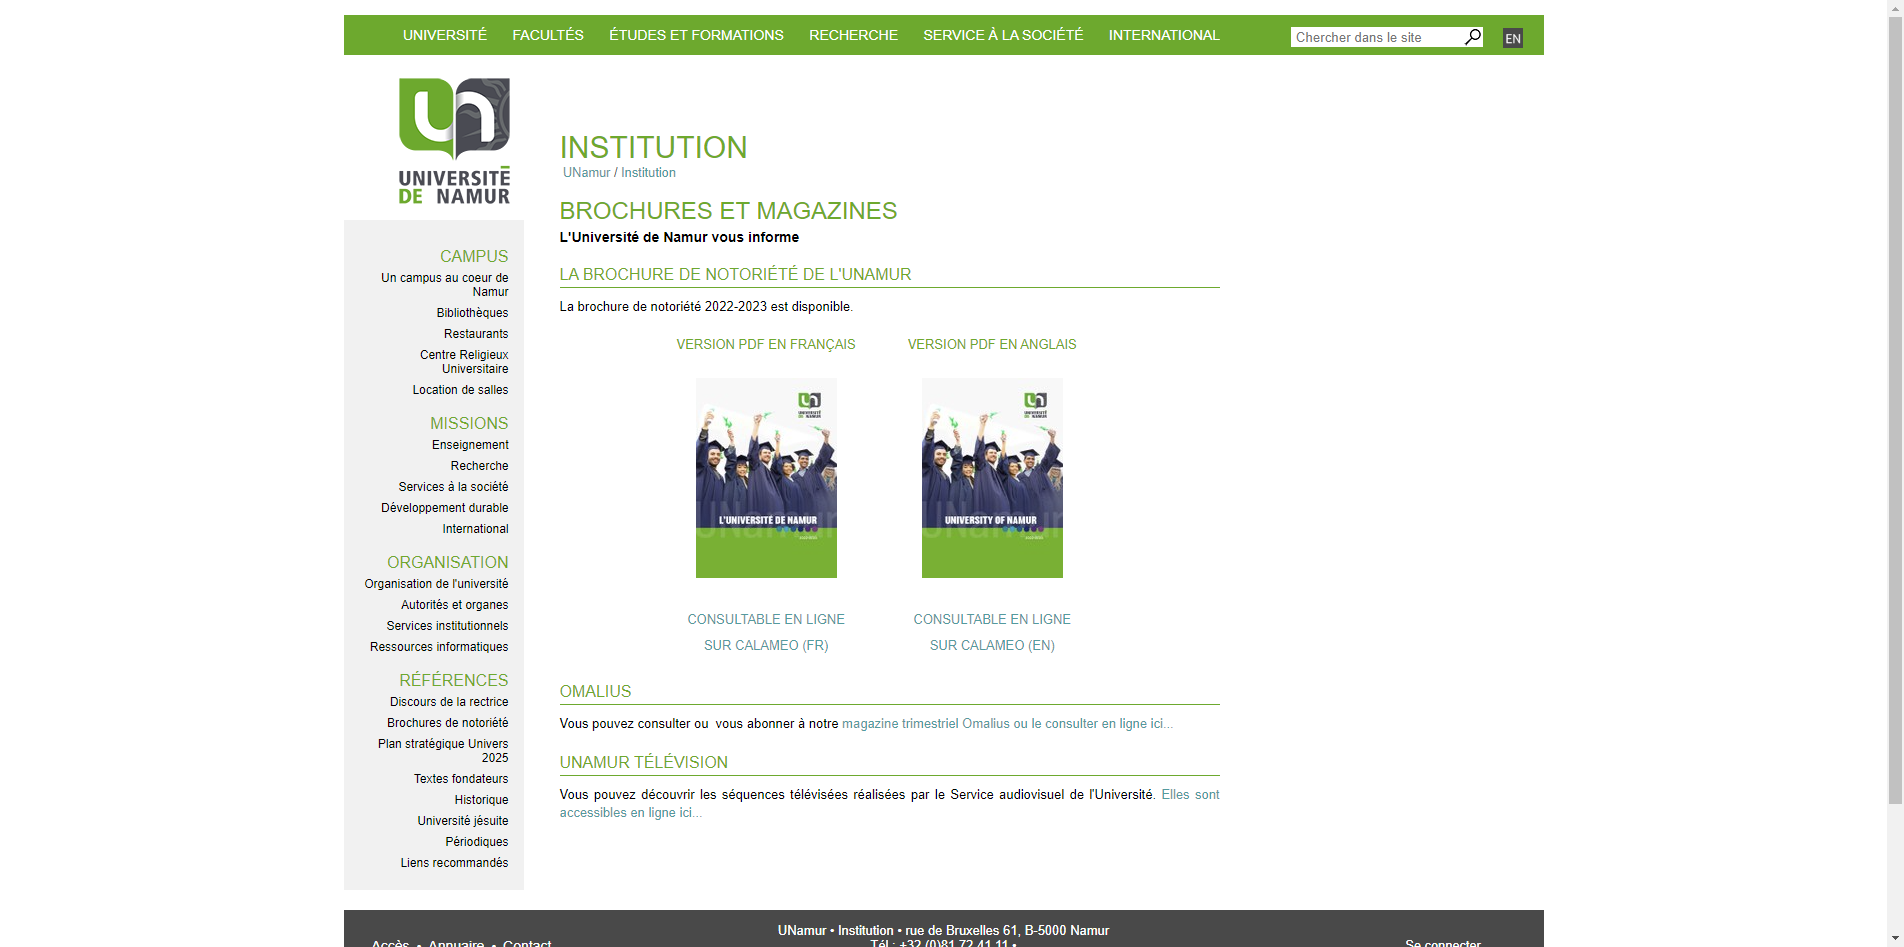 UNIVERSITÉ FACULTÉS ÉTUDES ET FORMATIONS RECHERCHE SERVICE À LA SOCIÉTÉ INTERNATIONAL Chercher dans le site EN
UNIVERSITÉ
DE NAMUR
INSTITUTION
UNamur / Institution
BROCHURES ET MAGAZINES
L'Université de Namur vous informe
LA BROCHURE DE NOTORIÉTÉ DE L'UNAMUR
La brochure de notoriété 2022-2023 est disponible.
VERSION PDF EN FRANÇAIS VERSION PDF EN ANGLAIS
UNIVERSITÉ
DE NAMUR
L'UNIVERSITÉ DE NAMUR
UNIVERSITÉ
DE NAMUR
UNIVERSITY OF NAMUR
CONSULTABLE EN LIGNE
SUR CALAMEO (FR)
CONSULTABLE EN LIGNE
SUR CALAMEO (EN)
OMALIUS
Vous pouvez consulter ou  vous abonner à notre magazine trimestriel Omalius ou le consulter en ligne ici...
UNAMUR TÉLÉVISION
Vous pouvez découvrir les séquences télévisées réalisées par le Service audiovisuel de l'Université. Elles sont
accessibles en ligne ici...
CAMPUS
Un campus au coeur de
Namur
Bibliothèques
Restaurants
Centre Religieux
Universitaire
Location de salles
MISSIONS
Enseignement
Recherche
Services à la société
Développement durable
International
ORGANISATION
Organisation de l'université
Autorités et organes
Services institutionnels
Ressources informatiques
RÉFÉRENCES
Discours de la rectrice
Brochures de notoriété
Plan stratégique Univers
2025
Textes fondateurs
Historique
Université jésuite
Périodiques
Liens recommandés
UNamur • Institution • rue de Bruxelles 61, B-5000 Namur
Accès • Annuaire • Contact
Tél : +32 (0)81 72 41 11 •
Se connecter